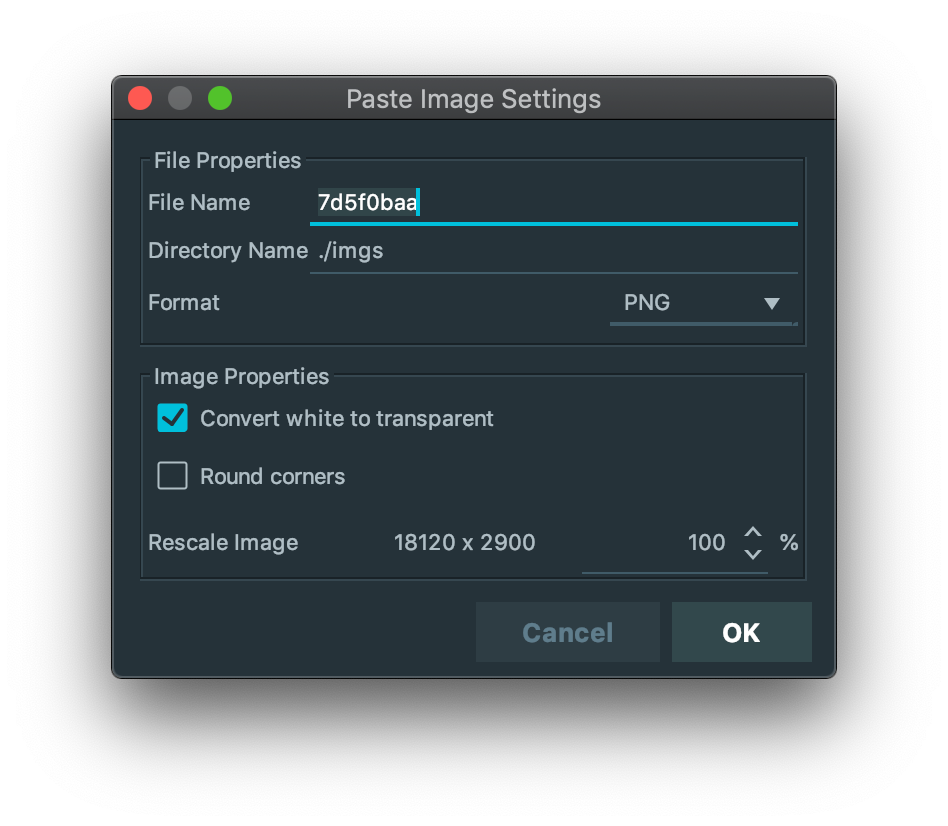 Paste Image Settings
File Properties
File Name 7d5f0baa
Directory Name ./imgs
Format PNG
Image Properties
Convert white to transparent
Round corners
Rescale Image 18120 x 2900 100 %
Cancel OK